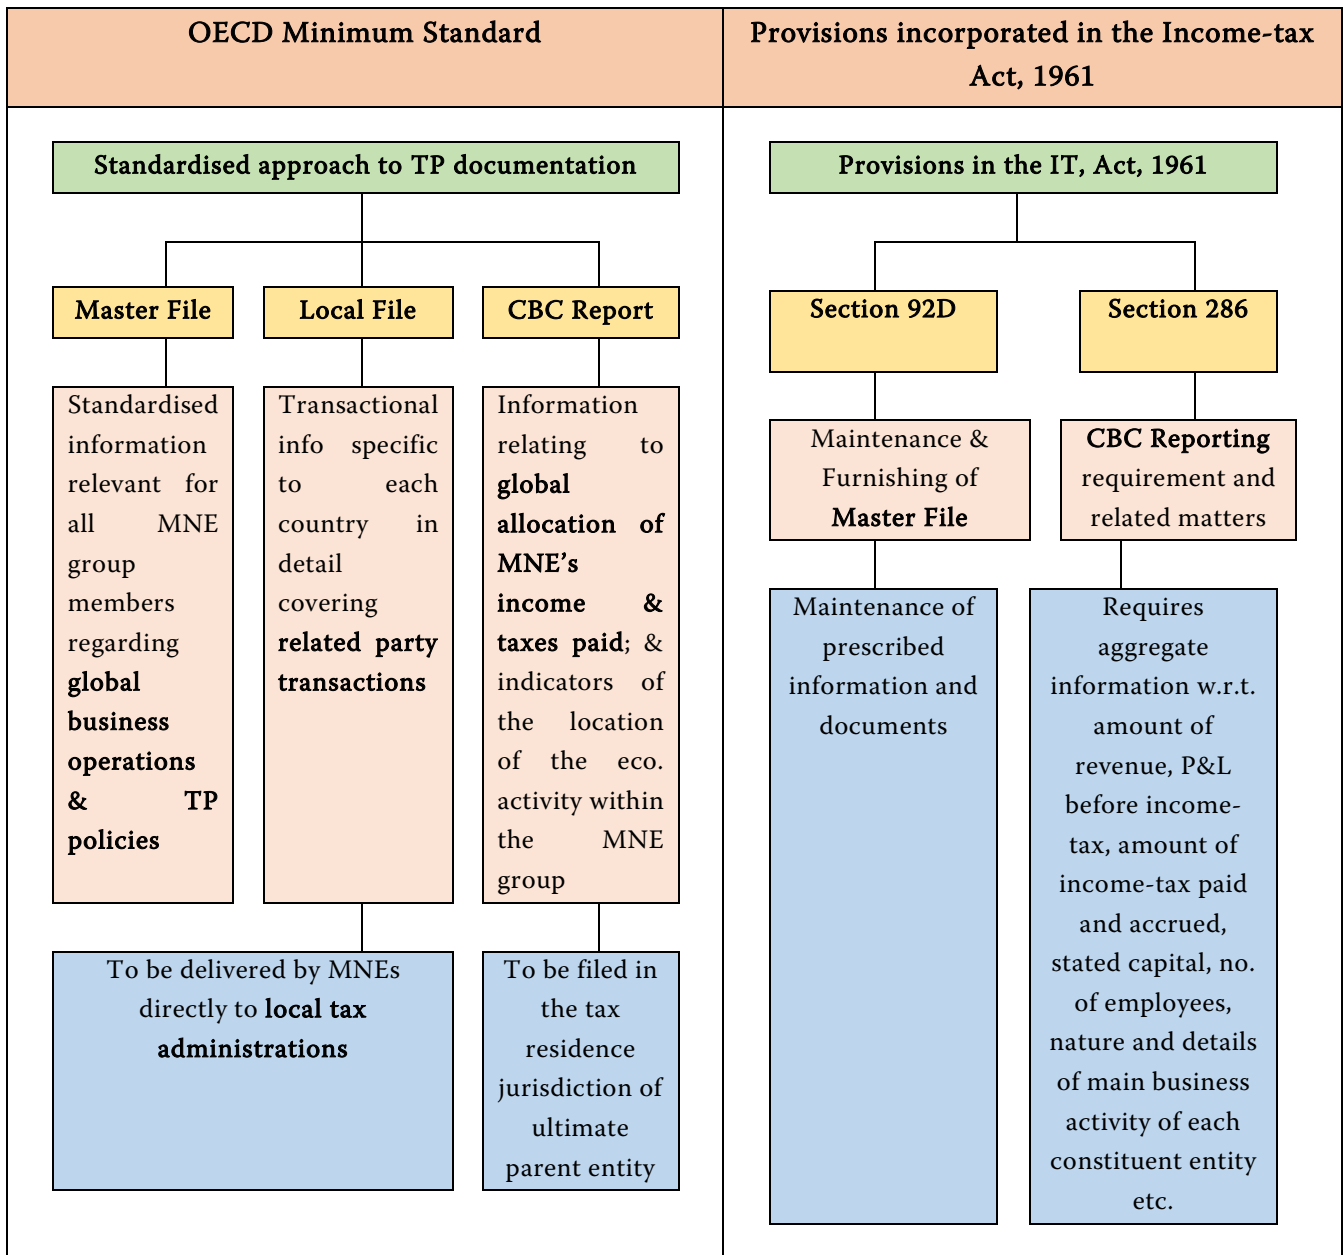 OECD Minimum Standard
Provisions incorporated in the Income-tax
Act, 1961
Standardised approach to TP documentation
Master File
Local File
CBC Report
Standardised
information
relevant for
all MNE
group
members
regarding
global
business
operations
& TP
policies
Transactional
info specific
to each
country in
detail
covering
related party
transactions
Information
relating to
global
allocation of
MNE’s
income &
taxes paid; &
indicators of
the location
of the eco.
activity within
the MNE
group
To be delivered by MNEs
directly to local tax
administrations
To be filed in
the tax
residence
jurisdiction of
ultimate
parent entity
Provisions in the IT, Act, 1961
Section 92D
Section 286
Maintenance &
Furnishing of
Master File
CBC Reporting
requirement and
related matters
Maintenance of
prescribed
information and
documents
Requires
aggregate
information w.r.t.
amount of
revenue, P&L
before income-
tax, amount of
income-tax paid
and accrued,
stated capital, no.
of employees,
nature and details
of main business
activity of each
constituent entity
etc.